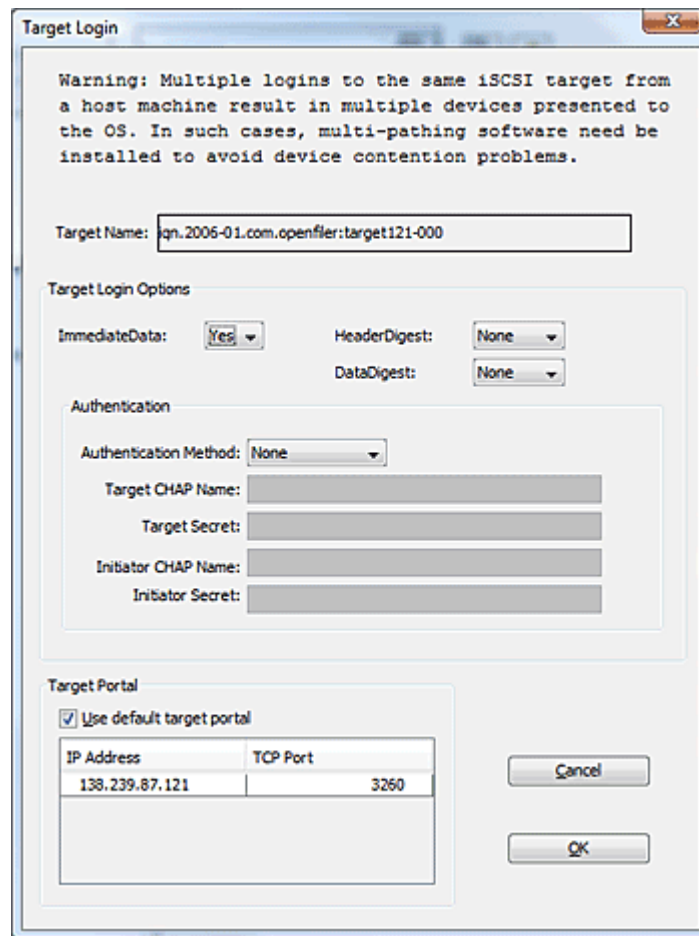 Target Login
Warning: Multiple logins to the same iSCSI target from
a host machine result in multiple devices presented to
the OS. In such cases, multi-pathing software need be
installed to avoid device contention problems.
Target Name: iqn.2006-01.com.openfiler:target121-000
Target Login Options
ImmediateData: Yes HeaderDigest: None
DataDigest: None
Authentication
Authentication Method: None
Target CHAP Name:
Target Secret:
Initiator CHAP Name:
Initiator Secret:
Target Portal
Use default target portal
IP Address TCP Port
138.239.87.121 3260
Cancel
OK